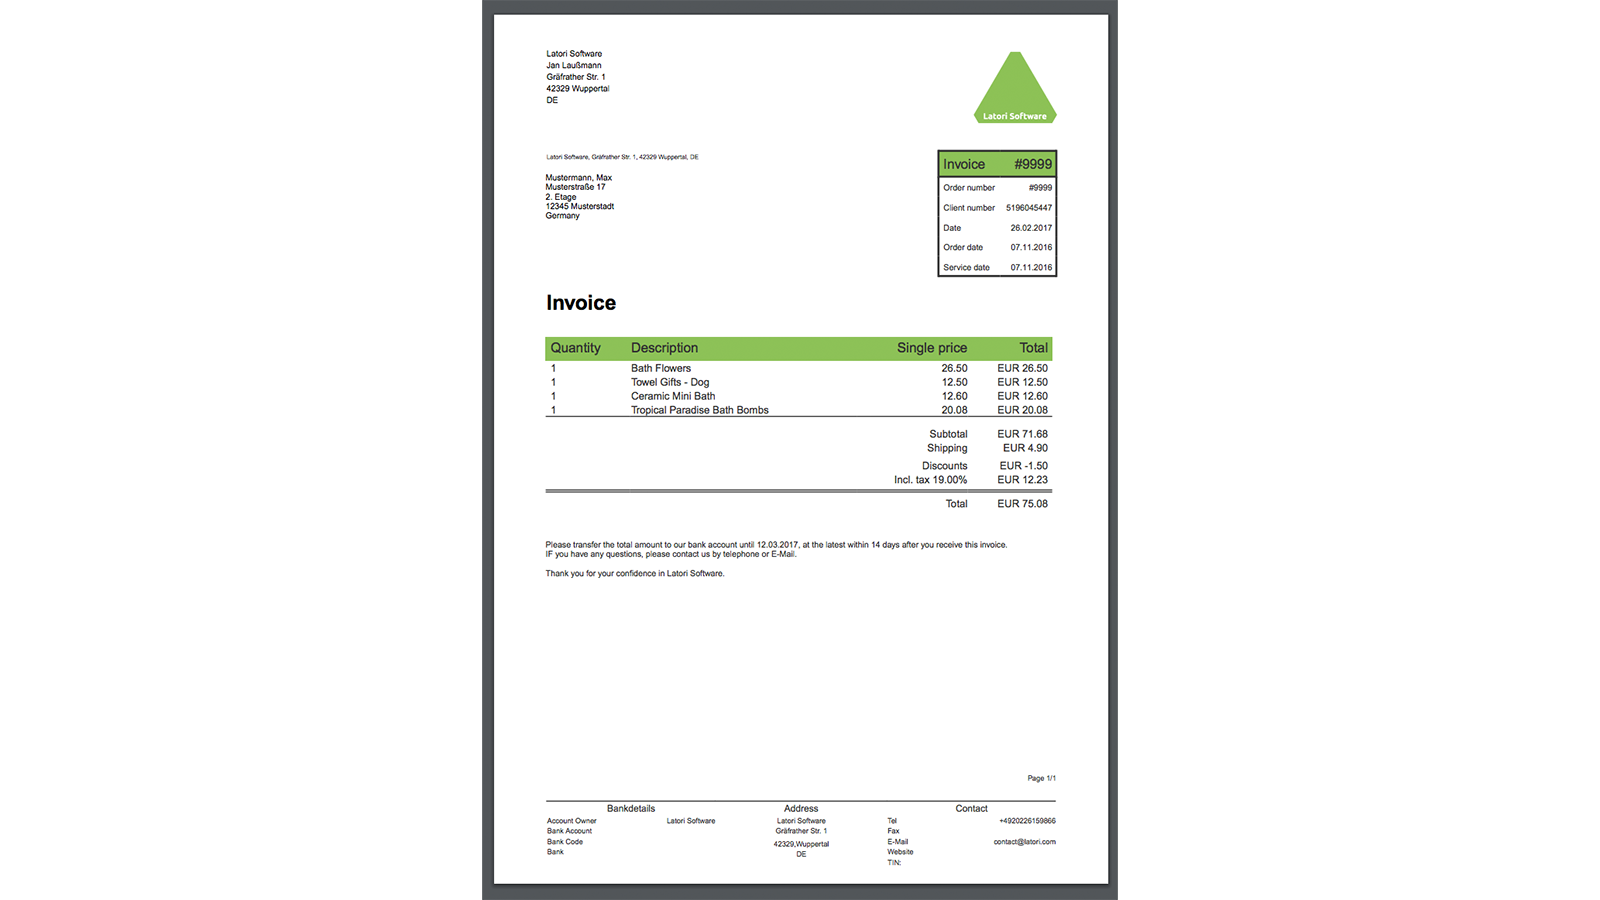 Latori Software
Jan Laußmann
Gräfrather Str. 1
42329 Wuppertal
DE
Latori Software
Latori Software, Gräfrather Str. 1, 42329 Wuppertal, DE
Mustermann, Max
Musterstraße 17
2. Etage
12345 Musterstadt
Germany
Invoice #9999
Order number #9999
Client number 5196045447
Date 26.02.2017
Order date 07.11.2016
Service date 07.11.2016
Invoice
Quantity Description Single price Total
1 Bath Flowers 26.50 EUR 26.50
1 Towel Gifts - Dog 12.50 EUR 12.50
1 Ceramic Mini Bath 12.60 EUR 12.60
1 Tropical Paradise Bath Bombs 20.08 EUR 20.08
Subtotal EUR 71.68
Shipping EUR 4.90
Discounts EUR -1.50
Incl. tax 19.00% EUR 12.23
Total EUR 75.08
Please transfer the total amount to our bank account until 12.03.2017, at the latest within 14 days after you receive this invoice.
IF you have any questions, please contact us by telephone or E-Mail.
Thank you for your confidence in Latori Software.
Page 1/1
Bankdetails Address Contact
Account Owner Latori Software Latori Software Tel +4920226159866
Bank Account Gräfrather Str. 1 Fax
Bank Code 42329,Wuppertal E-Mail contact@latori.com
Bank DE Website
TIN: